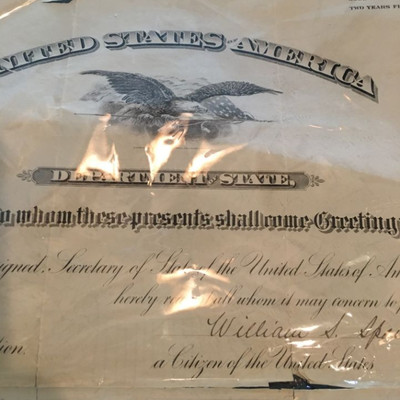 TWO YEARS
UNITED STATES OF AMERICA
DEPARTMENT OF STATE,
To whom these presents shall come Greeting
Secretary of State of the United States of
hereby request all whom it may concern to
William S.
a Citizen of the United States